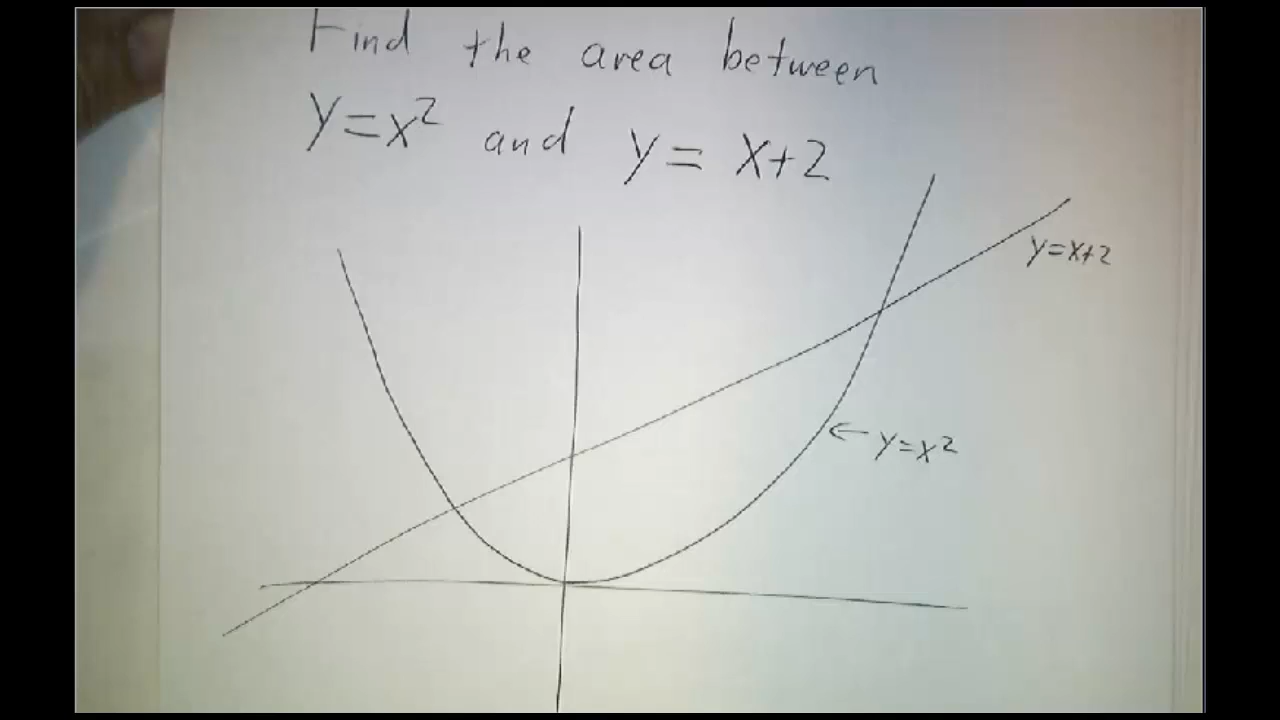 Find the area between
y=x² and y=x+2
y=x+2
←y=x²